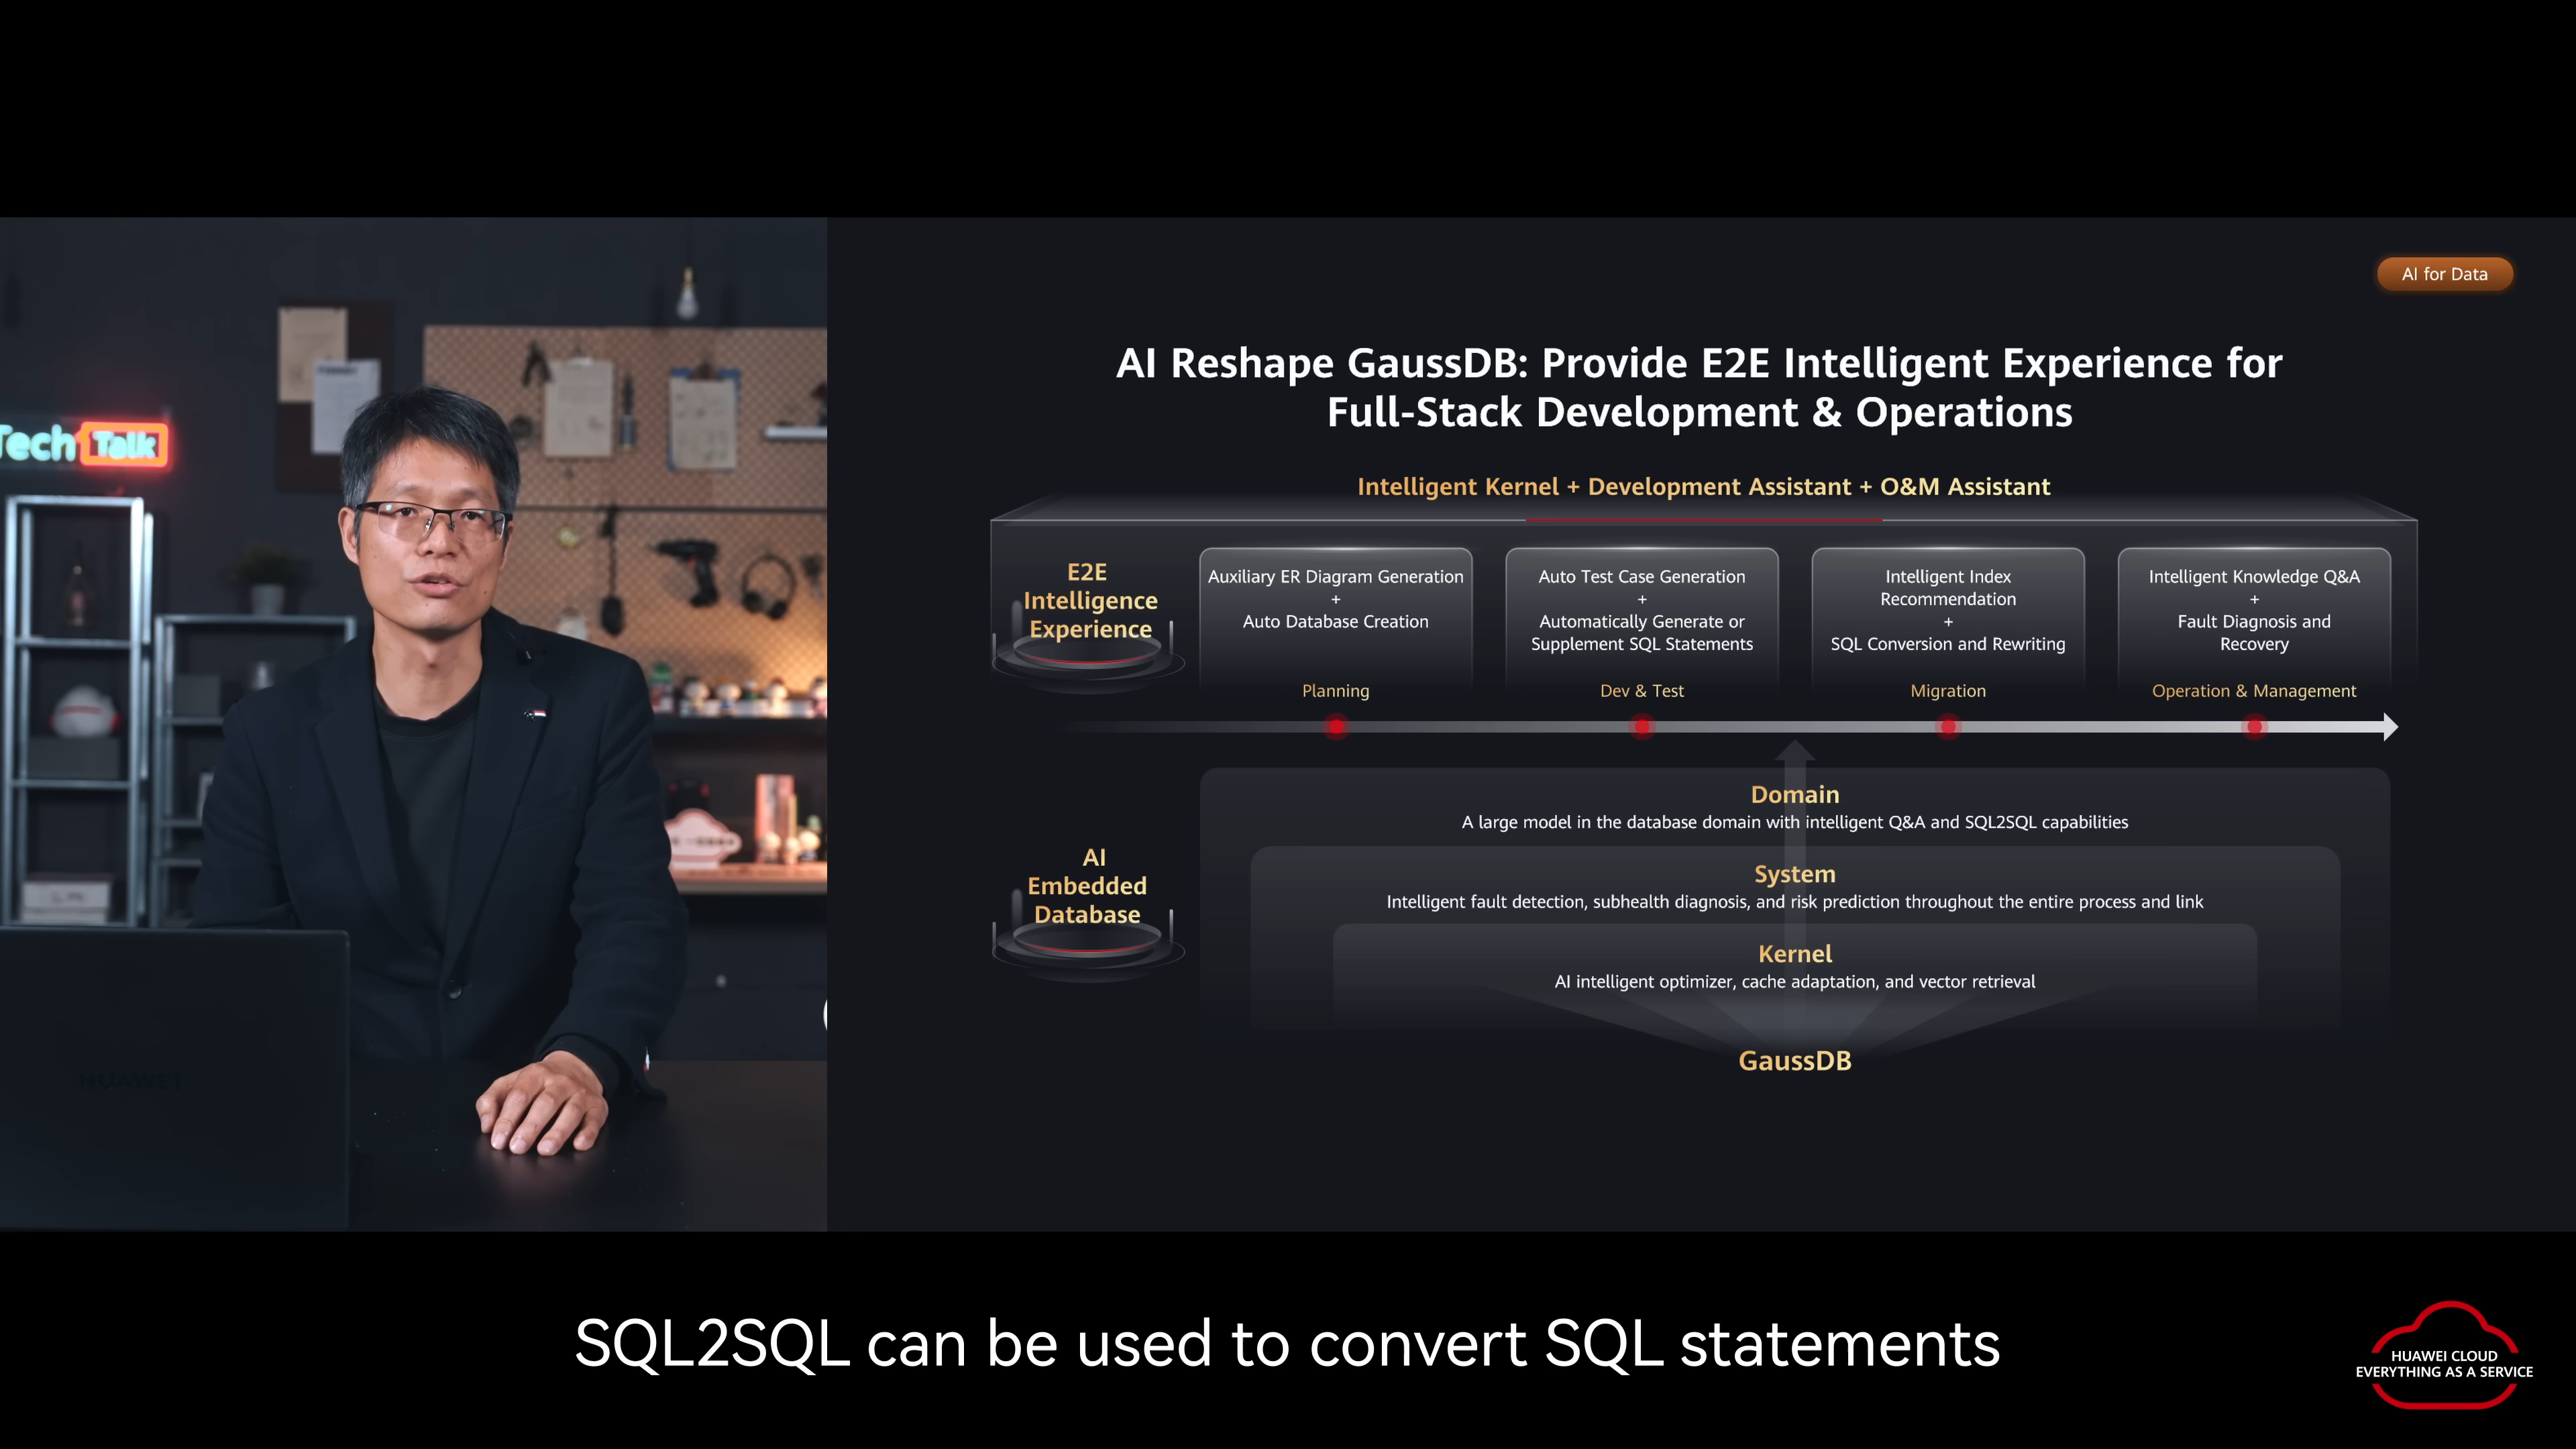 Tech Talk
HUAWEI
AI for Data
AI Reshape GaussDB: Provide E2E Intelligent Experience for
Full-Stack Development & Operations
Intelligent Kernel + Development Assistant + O&M Assistant
E2E
Intelligence
Experience
Auxiliary ER Diagram Generation
+
Auto Database Creation
Planning
Auto Test Case Generation
+
Automatically Generate or
Supplement SQL Statements
Dev & Test
Intelligent Index
Recommendation
+
SQL Conversion and Rewriting
Migration
Intelligent Knowledge Q&A
+
Fault Diagnosis and
Recovery
Operation & Management
AI
Embedded
Database
Domain
A large model in the database domain with intelligent Q&A and SQL2SQL capabilities
System
Intelligent fault detection, subhealth diagnosis, and risk prediction throughout the entire process and link
Kernel
AI intelligent optimizer, cache adaptation, and vector retrieval
GaussDB
SQL2SQL can be used to convert SQL statements
HUAWEI CLOUD
EVERYTHING AS A SERVICE